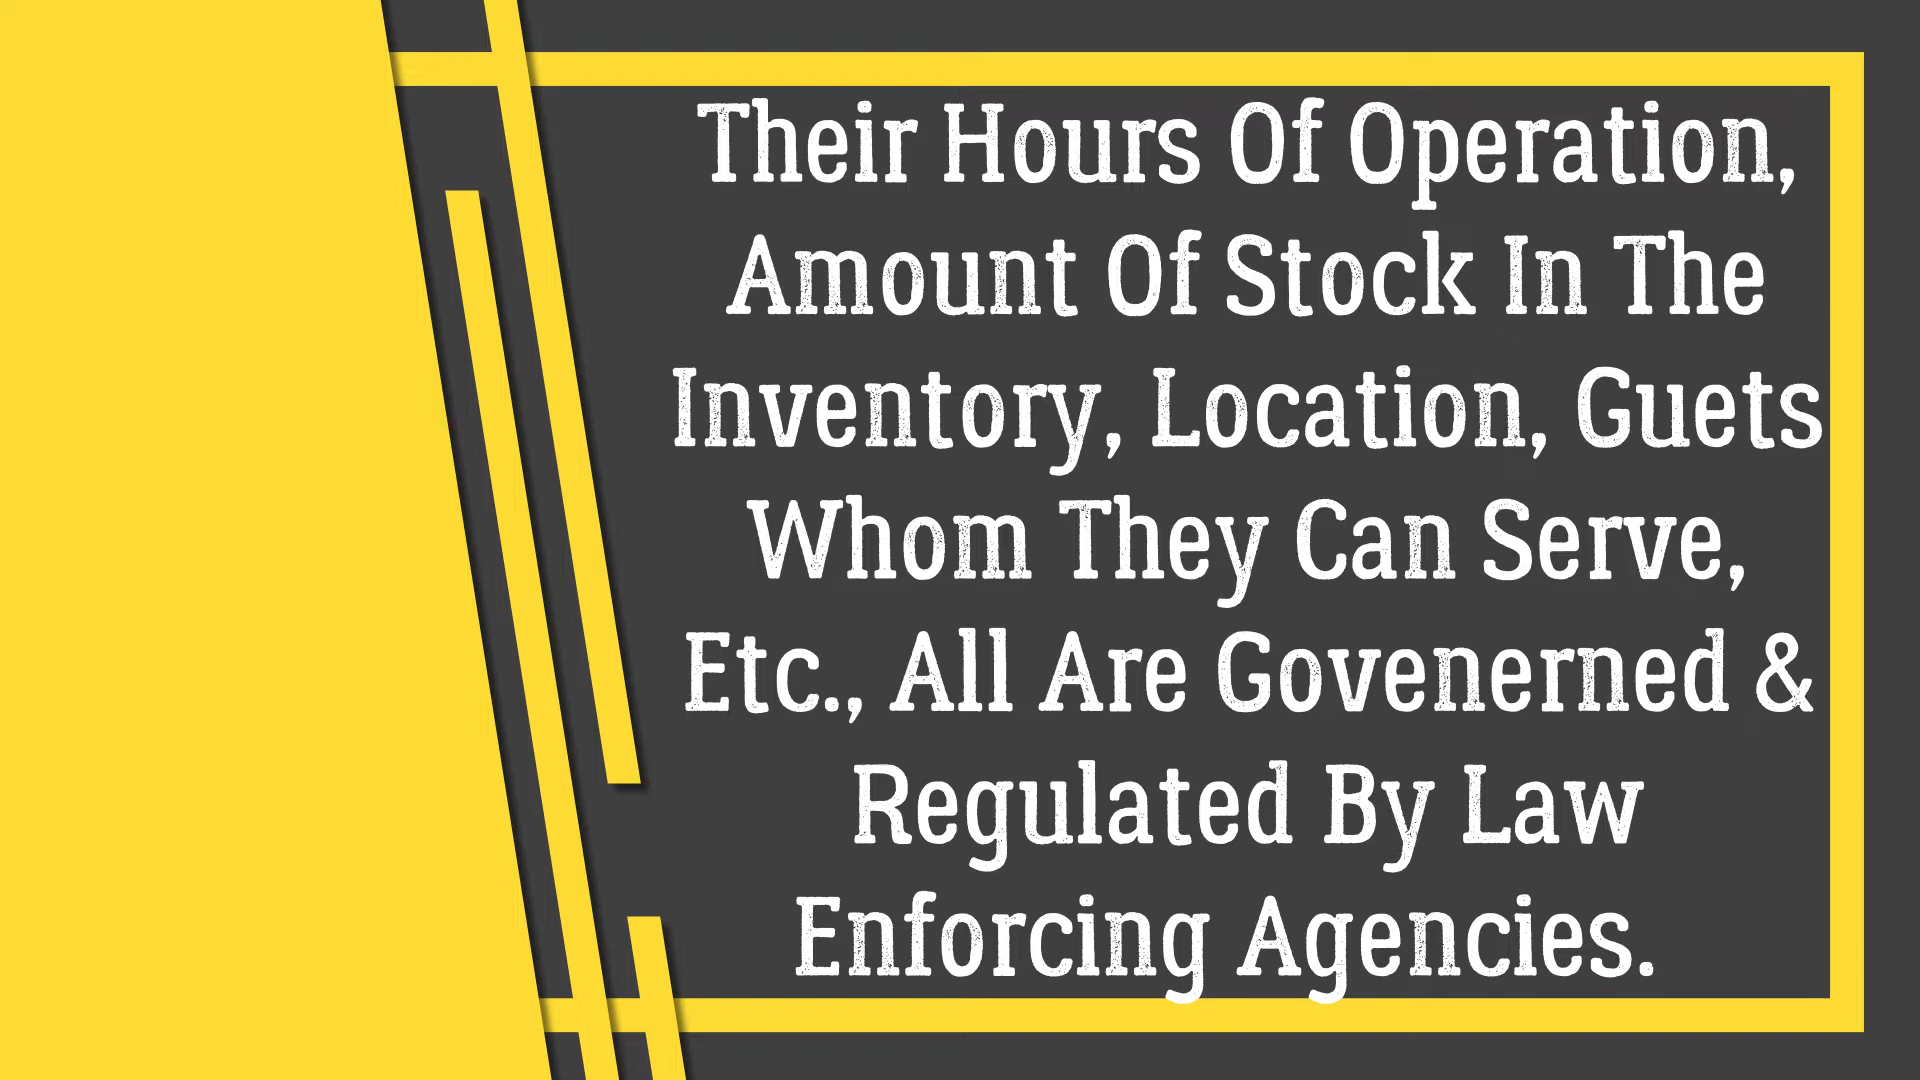 Their Hours Of Operation,
Amount Of Stock In The
Inventory, Location, Guets
Whom They Can Serve,
Etc., All Are Govenerned &
Regulated By Law
Enforcing Agencies.